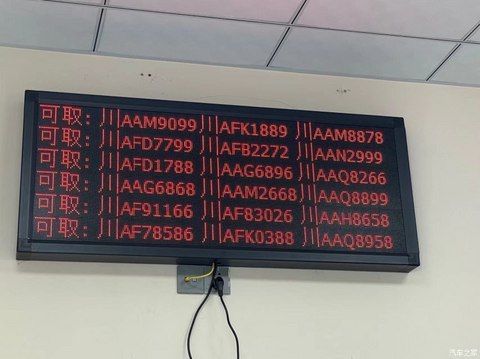 可取：川AAM9099 川AFK1889 川AAM8878
可取：川AFD7799 川AFB2272 川AAN2999
可取：川AFD1788 川AAG6896 川AAQ8266
可取：川AAG6868 川AAM2668 川AAQ8899
可取：川AF91166 川AF83026 川AAH8658
可取：川AF78586 川AFK0388 川AAQ8958
汽车之家